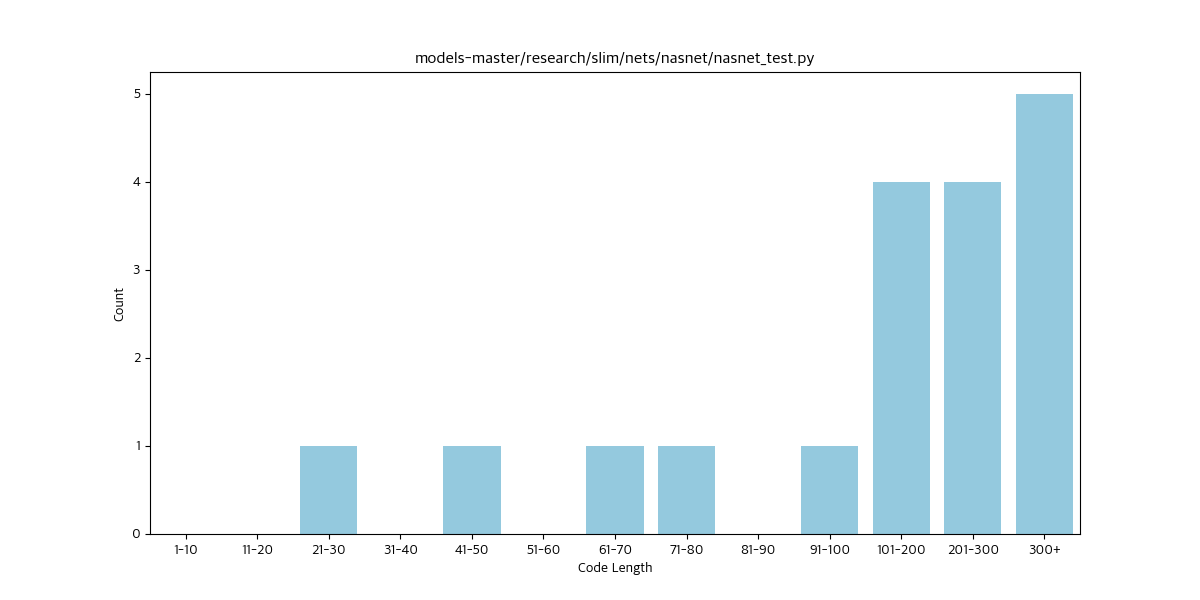 models-master/research/slim/nets/nasnet/nasnet_test.py
Count
5
4
3
2
1
0
1-10 11-20 21-30 31-40 41-50 51-60 61-70 71-80 81-90 91-100 101-200 201-300 300+
Code Length